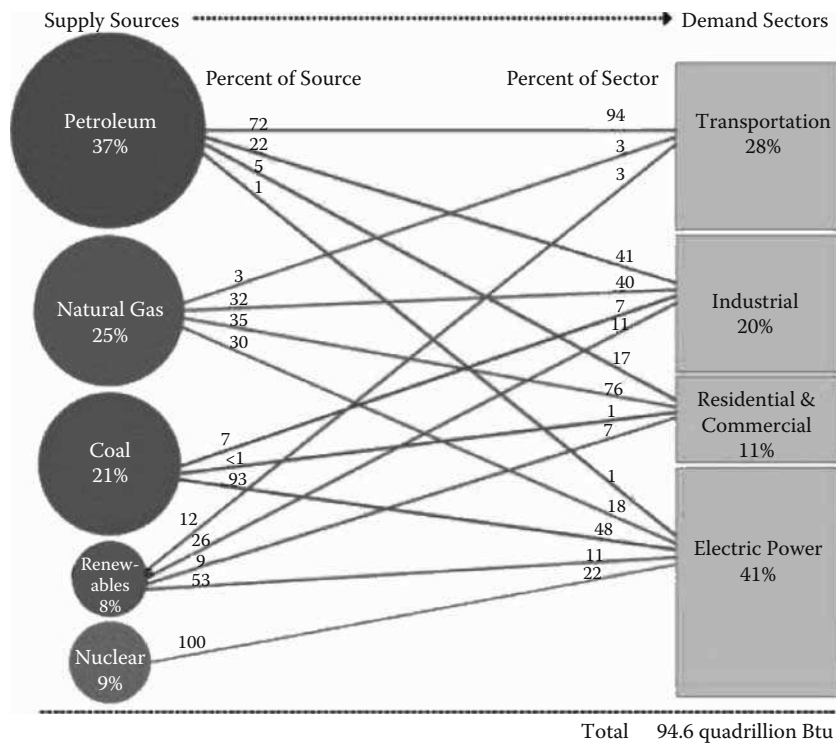 Supply Sources
Demand Sectors
Percent of Source
Percent of Sector
Petroleum
37%
72
22
5
1
94
3
3
Transportation
28%
Natural Gas
25%
3
32
35
30
41
40
7
11
Industrial
20%
17
76
1
7
Residential &
Commercial
11%
Coal
21%
7
<1
93
1
18
48
11
22
Electric Power
41%
Renew-
ables
8%
12
26
9
53
Nuclear
9%
100
Total 94.6 quadrillion Btu